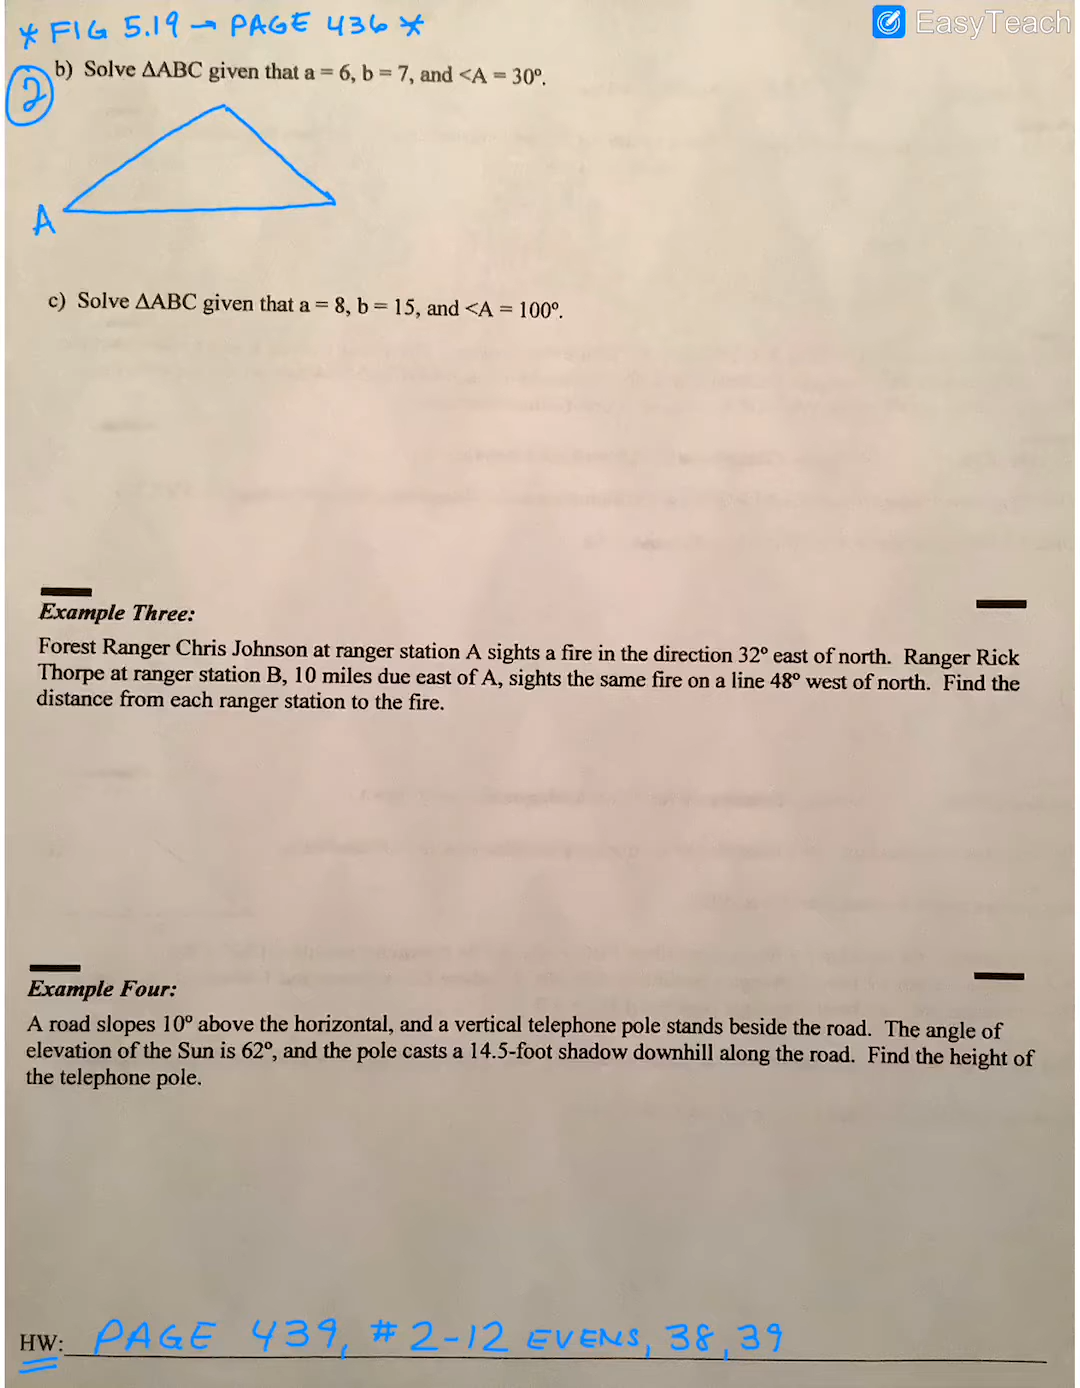 * FIG 5.19 → PAGE 436 *
EasyTeach
② b) Solve ΔABC given that a = 6, b = 7, and <A = 30º.
A
c) Solve ΔABC given that a = 8, b = 15, and <A = 100º.
Example Three:
Forest Ranger Chris Johnson at ranger station A sights a fire in the direction 32º east of north. Ranger Rick
Thorpe at ranger station B, 10 miles due east of A, sights the same fire on a line 48º west of north. Find the
distance from each ranger station to the fire.
Example Four:
A road slopes 10º above the horizontal, and a vertical telephone pole stands beside the road. The angle of
elevation of the Sun is 62º, and the pole casts a 14.5-foot shadow downhill along the road. Find the height of
the telephone pole.
HW: PAGE 439, # 2-12 EVENS, 38, 39